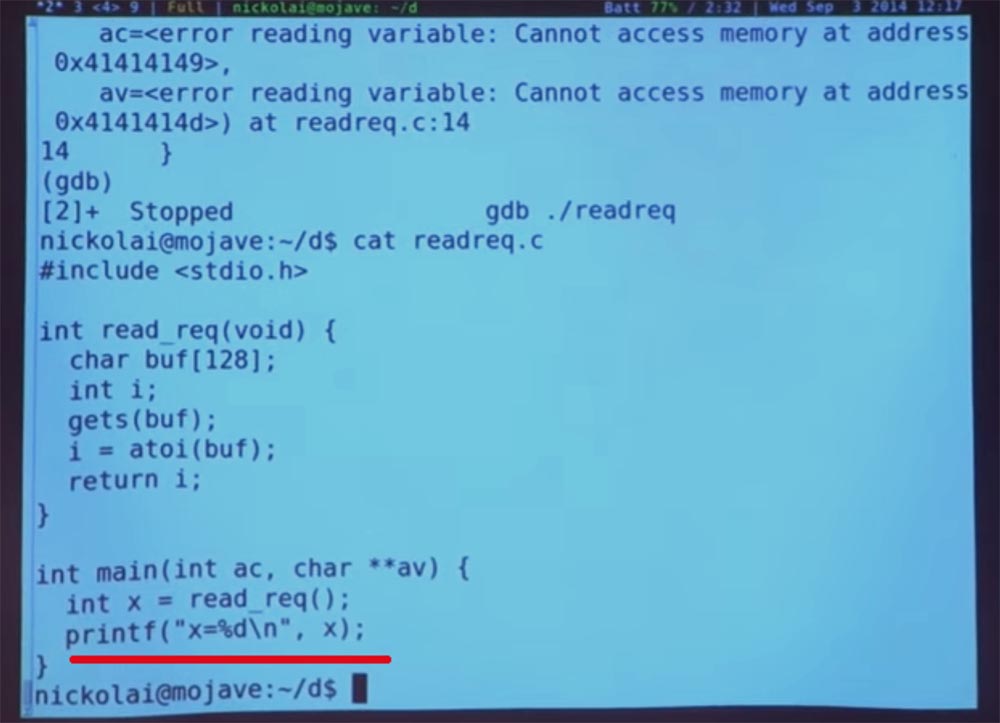 *2* 3 <4> 9 | Full | nickolai@mojave: ~/d Batt 77% / 2:32 | Wed Sep 3 2014 12:17
ac=<error reading variable: Cannot access memory at address
0x41414149>,
av=<error reading variable: Cannot access memory at address
0x4141414d>) at readreq.c:14
14 }
(gdb)
[2]+ Stopped gdb ./readreq
nickolai@mojave:~/d$ cat readreq.c
#include <stdio.h>
int read_req(void) {
char buf[128];
int i;
gets(buf);
i = atoi(buf);
return i;
}
int main(int ac, char **av) {
int x = read_req();
printf("x=%d\n", x);
}
nickolai@mojave:~/d$